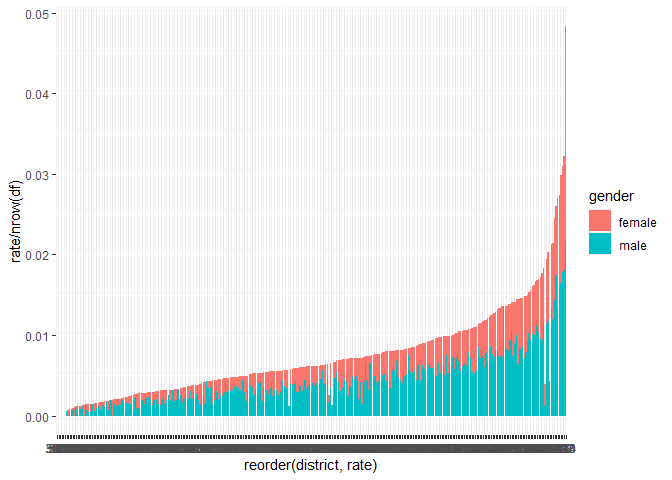 0.05
0.04
0.03
0.02
0.01
0.00
rate/nrow(df)
reorder(district, rate)
gender
female
male